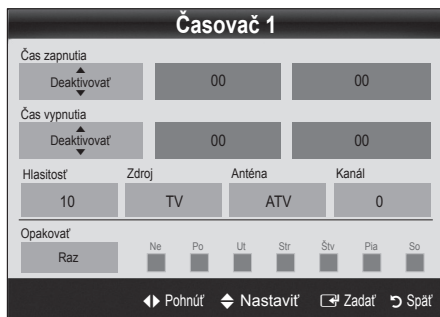 Časovač 1
Čas zapnutia
Deaktivovať 00 00
Čas vypnutia
Deaktivovať 00 00
Hlasitosť Zdroj Anténa Kanál
10 TV ATV 0
Opakovať
Raz Ne Po Ut Str Štv Pia So
Pohnúť Nastaviť Zadať Späť